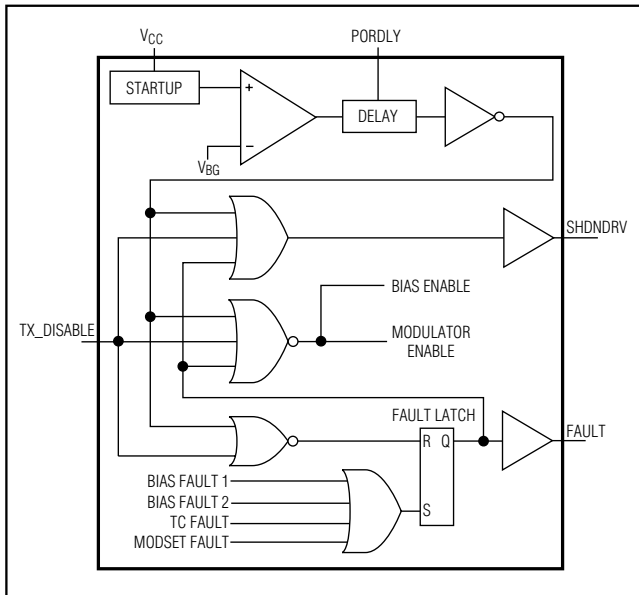 VCC
PORDLY
STARTUP
+
DELAY
−
VBG
SHDNDRV
BIAS ENABLE
TX_DISABLE
MODULATOR
ENABLE
FAULT LATCH
FAULT
R Q
BIAS FAULT 1
BIAS FAULT 2
S
TC FAULT
MODSET FAULT